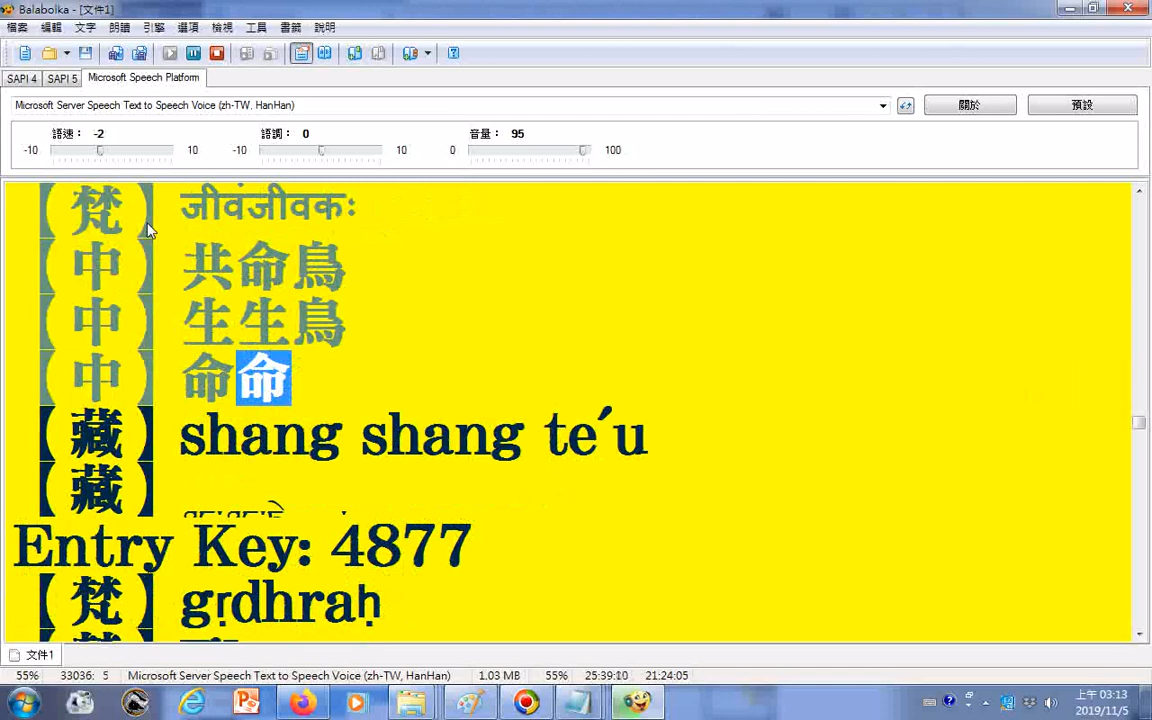 Balabolka - [文件1]
檔案 編輯 文字 朗讀 引擎 選項 檢視 工具 書籤 說明
SAPI 4 SAPI 5 Microsoft Speech Platform
Microsoft Server Speech Text to Speech Voice (zh-TW, HanHan) 關於 預設
語速： -2 語調： 0 音量： 95
-10 10 -10 10 0 100
【梵】 जीवंजीवकः
【中】 共命鳥
【中】 生生鳥
【中】 命命
【藏】 shang shang te´u
【藏】
Entry Key: 4877
【梵】 gṛdhraḥ
文件1
55% 33036: 5 Microsoft Server Speech Text to Speech Voice (zh-TW, HanHan) 1.03 MB 55% 25:39:10 21:24:05
上午 03:13
2019/11/5